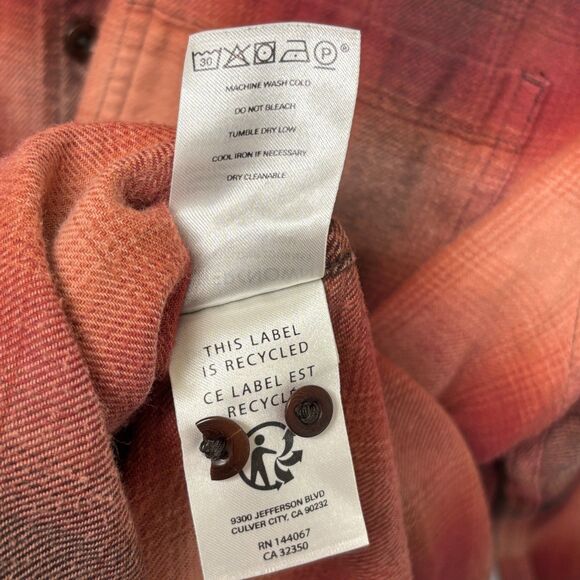 30 P ®
MACHINE WASH COLD
DO NOT BLEACH
TUMBLE DRY LOW
COOL IRON IF NECESSARY
DRY CLEANABLE
THIS LABEL
IS RECYCLED
CE LABEL EST
9300 JEFFERSON BLVD
CULVER CITY, CA 90232
RN 144067
CA 32350